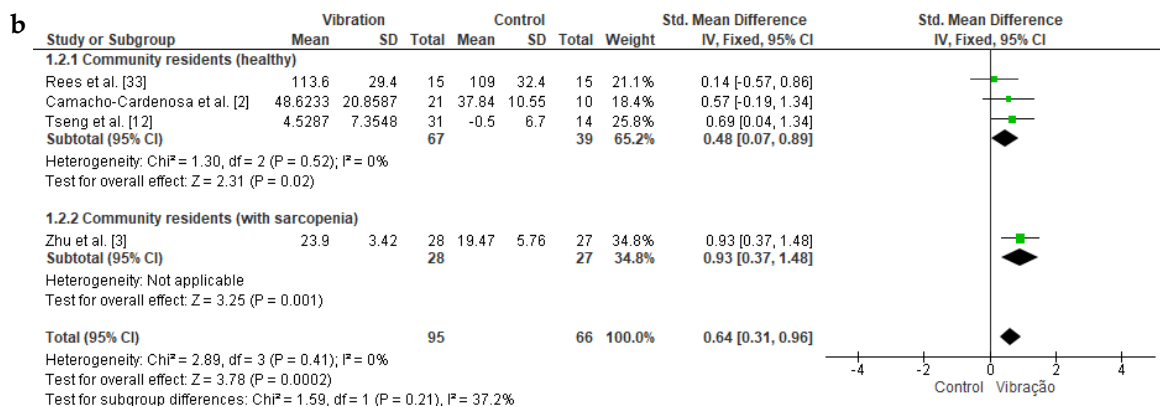 b
Vibration Control Std. Mean Difference Std. Mean Difference
Study or Subgroup Mean SD Total Mean SD Total Weight IV, Fixed, 95% CI IV, Fixed, 95% CI
1.2.1 Community residents (healthy)
Rees et al. [33] 113.6 29.4 15 109 32.4 15 21.1% 0.14 [-0.57, 0.86]
Camacho-Cardenosa et al. [2] 48.6233 20.8587 21 37.84 10.55 10 18.4% 0.57 [-0.19, 1.34]
Tseng et al. [12] 4.5287 7.3548 31 -0.5 6.7 14 25.8% 0.69 [0.04, 1.34]
Subtotal (95% CI) 67 39 65.2% 0.48 [0.07, 0.89]
Heterogeneity: Chi² = 1.30, df = 2 (P = 0.52); I² = 0%
Test for overall effect: Z = 2.31 (P = 0.02)
1.2.2 Community residents (with sarcopenia)
Zhu et al. [3] 23.9 3.42 28 19.47 5.76 27 34.8% 0.93 [0.37, 1.48]
Subtotal (95% CI) 28 27 34.8% 0.93 [0.37, 1.48]
Heterogeneity: Not applicable
Test for overall effect: Z = 3.25 (P = 0.001)
Total (95% CI) 95 66 100.0% 0.64 [0.31, 0.96]
Heterogeneity: Chi² = 2.89, df = 3 (P = 0.41); I² = 0%
Test for overall effect: Z = 3.78 (P = 0.0002)
Test for subgroup differences: Chi² = 1.59, df = 1 (P = 0.21), I² = 37.2%
-4 -2 0 2 4
Control Vibração